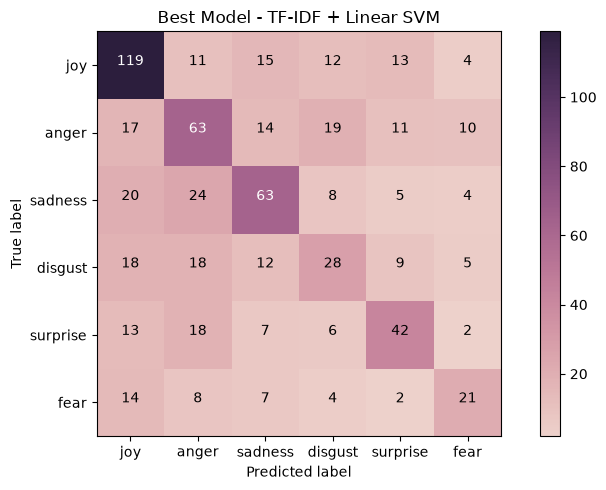 Best Model - TF-IDF + Linear SVM
joy 119 11 15 12 13 4
anger 17 63 14 19 11 10
sadness 20 24 63 8 5 4
disgust 18 18 12 28 9 5
surprise 13 18 7 6 42 2
fear 14 8 7 4 2 21
joy anger sadness disgust surprise fear
Predicted label
True label
100
80
60
40
20